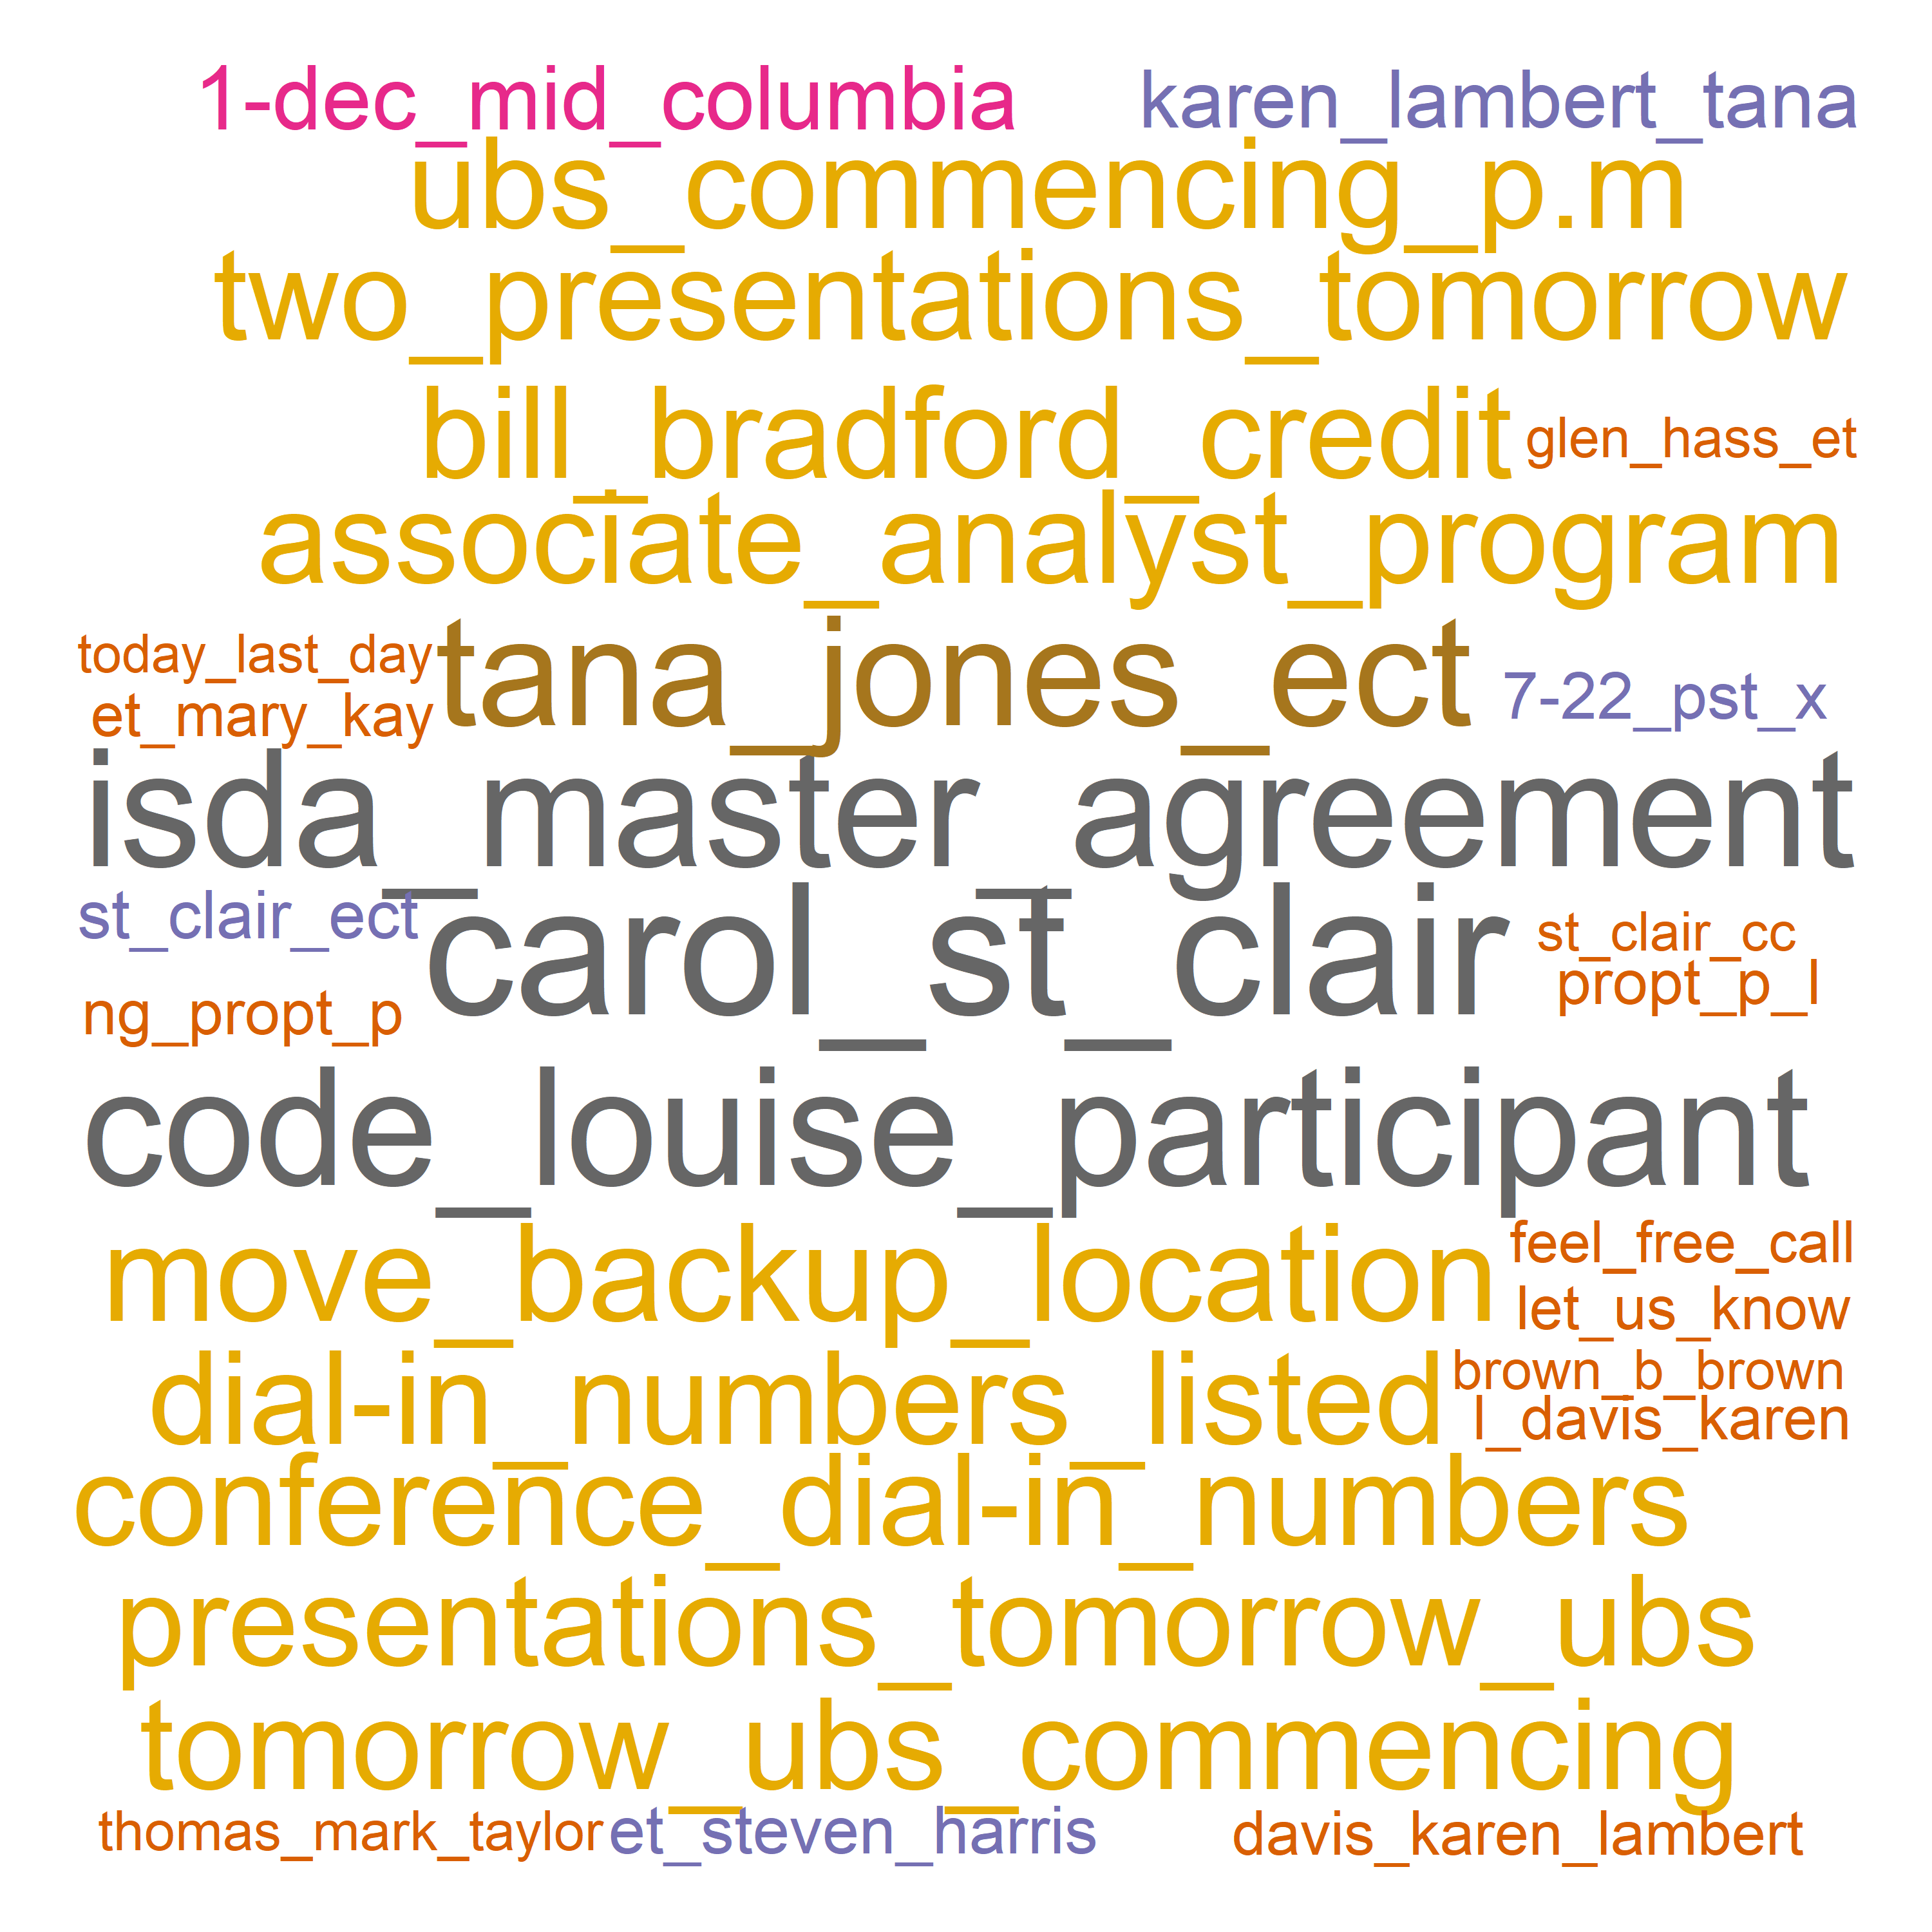 1-dec_mid_columbia karen_lambert_tana
ubs_commencing_p.m
two_presentations_tomorrow
bill_bradford_credit glen_hass_et
associate_analyst_program
today_last_day tana_jones_ect 7-22_pst_x
et_mary_kay
isda_master_agreement
st_clair_ect carol_st_clair st_clair_cc
ng_propt_p propt_p_l
code_louise_participant
move_backup_location feel_free_call
let_us_know
dial-in_numbers_listed brown_b_brown
l_davis_karen
conference_dial-in_numbers
presentations_tomorrow_ubs
tomorrow_ubs_commencing
thomas_mark_taylor et_steven_harris davis_karen_lambert